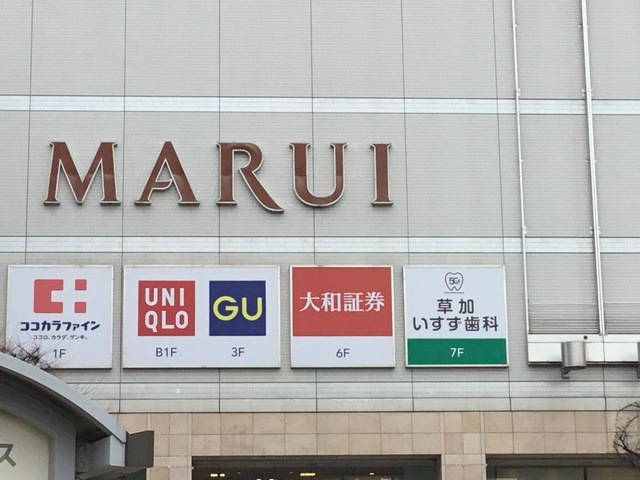 MARUI
ココカラファイン
ココロ、カラダ、ゲンキ。
1F
UNI
QLO
B1F
GU
3F
大和証券
6F
草加
いすず歯科
7F
ス